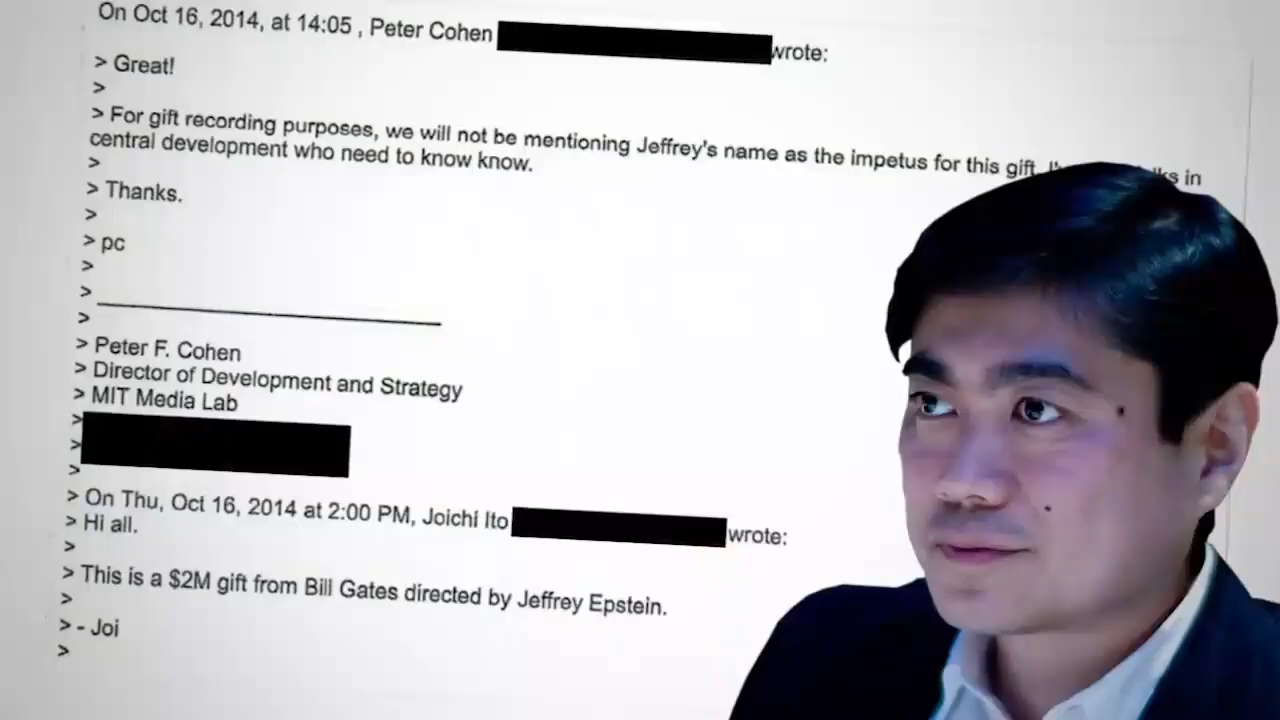 On Oct 16, 2014, at 14:05 , Peter Cohen wrote:
> Great!
>
> For gift recording purposes, we will not be mentioning Jeffrey's name as the impetus for this gift. in
central development who need to know know.
>
> Thanks.
>
> pc
>
> ____________________
>
> Peter F. Cohen
> Director of Development and Strategy
> MIT Media Lab
>
>
>
> On Thu, Oct 16, 2014 at 2:00 PM, Joichi Ito wrote:
> Hi all.
>
> This is a $2M gift from Bill Gates directed by Jeffrey Epstein.
>
> - Joi
>